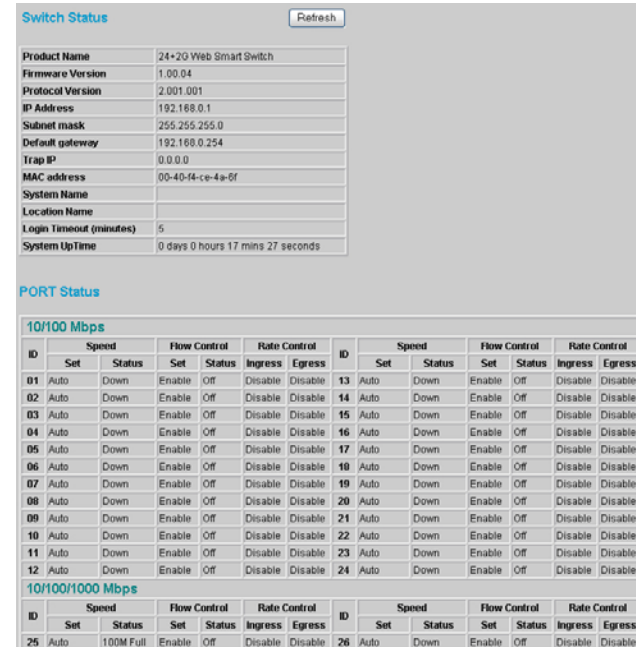 Switch Status Refresh
Product Name 24+2G Web Smart Switch
Firmware Version 1.00.04
Protocol Version 2.001.001
IP Address 192.168.0.1
Subnet mask 255.255.255.0
Default gateway 192.168.0.254
Trap IP 0.0.0.0
MAC address 00-40-f4-ce-4a-6f
System Name
Location Name
Login Timeout (minutes) 5
System UpTime 0 days 0 hours 17 mins 27 seconds
PORT Status
10/100 Mbps
ID Speed Flow Control Rate Control ID Speed Flow Control Rate Control
Set Status Set Status Ingress Egress Set Status Set Status Ingress Egress
01 Auto Down Enable Off Disable Disable 13 Auto Down Enable Off Disable Disable
02 Auto Down Enable Off Disable Disable 14 Auto Down Enable Off Disable Disable
03 Auto Down Enable Off Disable Disable 15 Auto Down Enable Off Disable Disable
04 Auto Down Enable Off Disable Disable 16 Auto Down Enable Off Disable Disable
05 Auto Down Enable Off Disable Disable 17 Auto Down Enable Off Disable Disable
06 Auto Down Enable Off Disable Disable 18 Auto Down Enable Off Disable Disable
07 Auto Down Enable Off Disable Disable 19 Auto Down Enable Off Disable Disable
08 Auto Down Enable Off Disable Disable 20 Auto Down Enable Off Disable Disable
09 Auto Down Enable Off Disable Disable 21 Auto Down Enable Off Disable Disable
10 Auto Down Enable Off Disable Disable 22 Auto Down Enable Off Disable Disable
11 Auto Down Enable Off Disable Disable 23 Auto Down Enable Off Disable Disable
12 Auto Down Enable Off Disable Disable 24 Auto Down Enable Off Disable Disable
10/100/1000 Mbps
ID Speed Flow Control Rate Control ID Speed Flow Control Rate Control
Set Status Set Status Ingress Egress Set Status Set Status Ingress Egress
25 Auto 100M Full Enable Off Disable Disable 26 Auto Down Enable Off Disable Disable